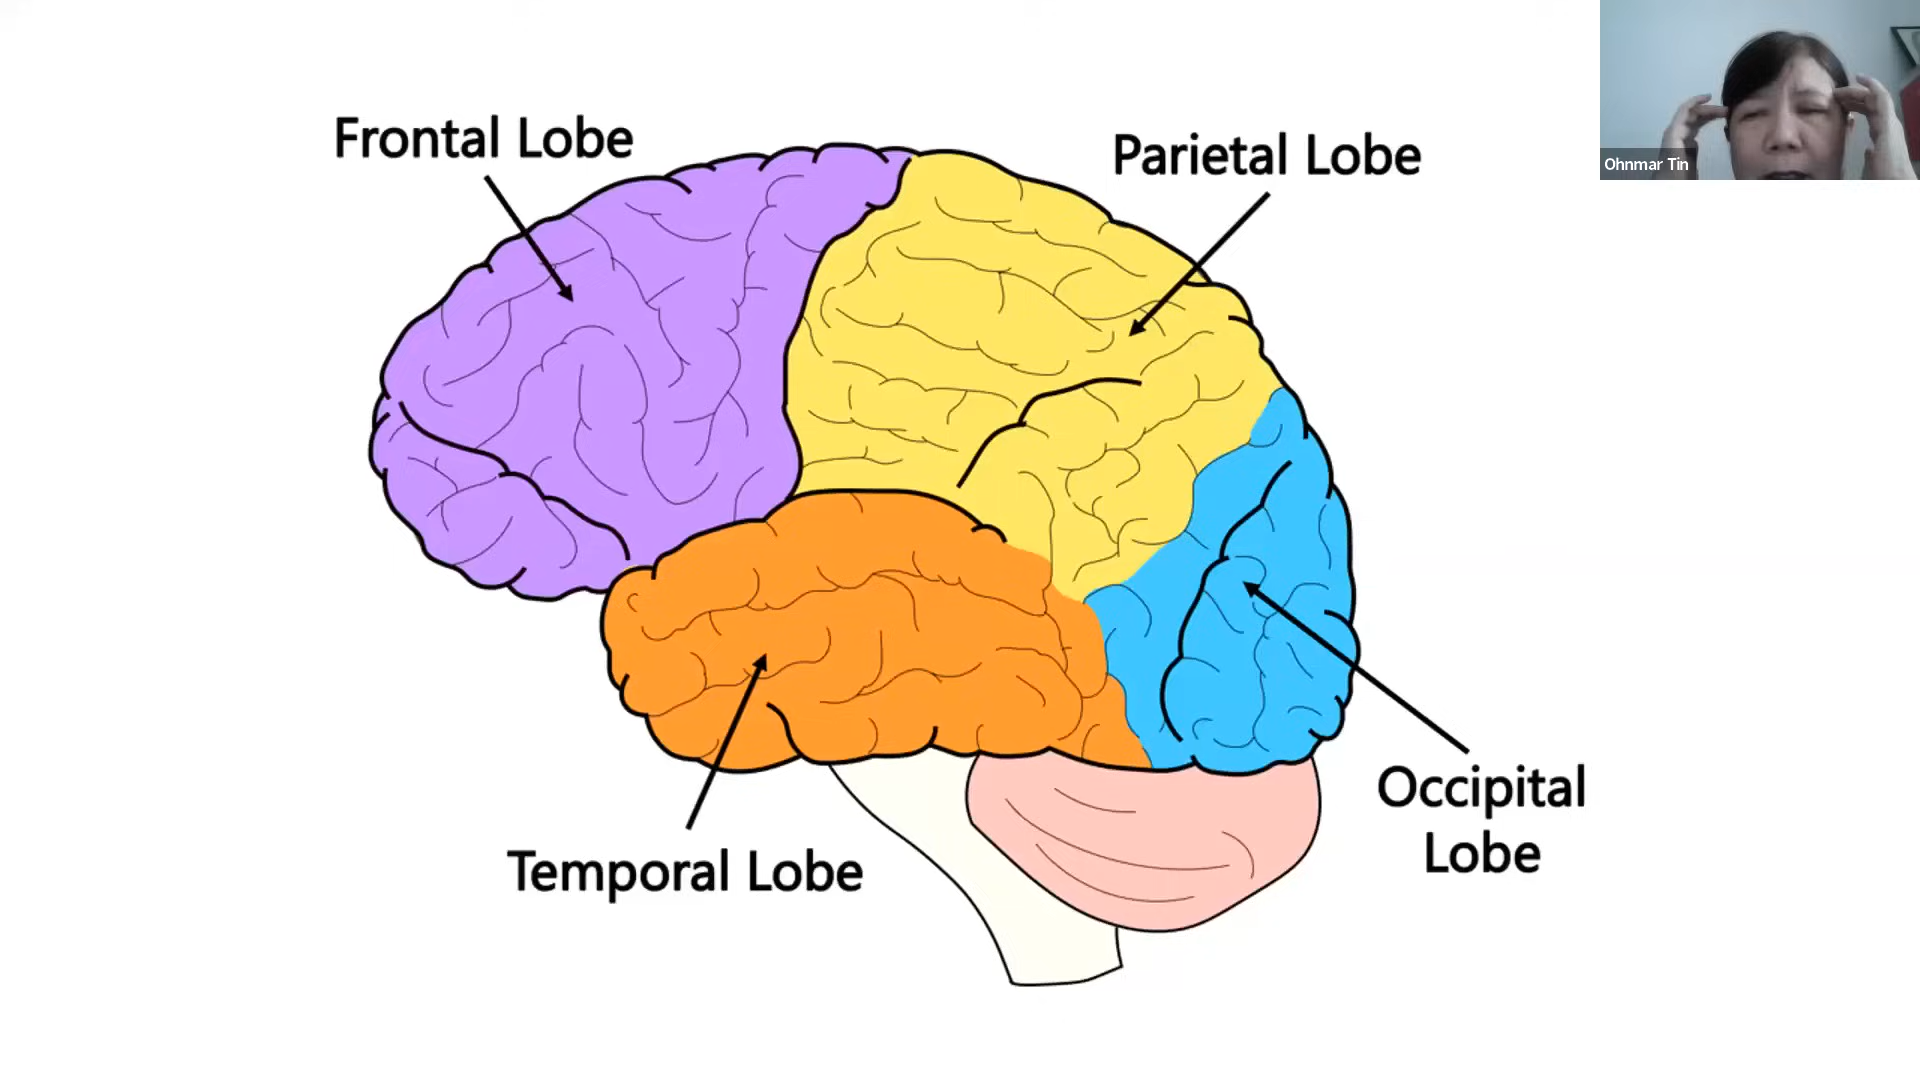 Frontal Lobe
Parietal Lobe
Ohnmar Tin
Temporal Lobe
Occipital
Lobe